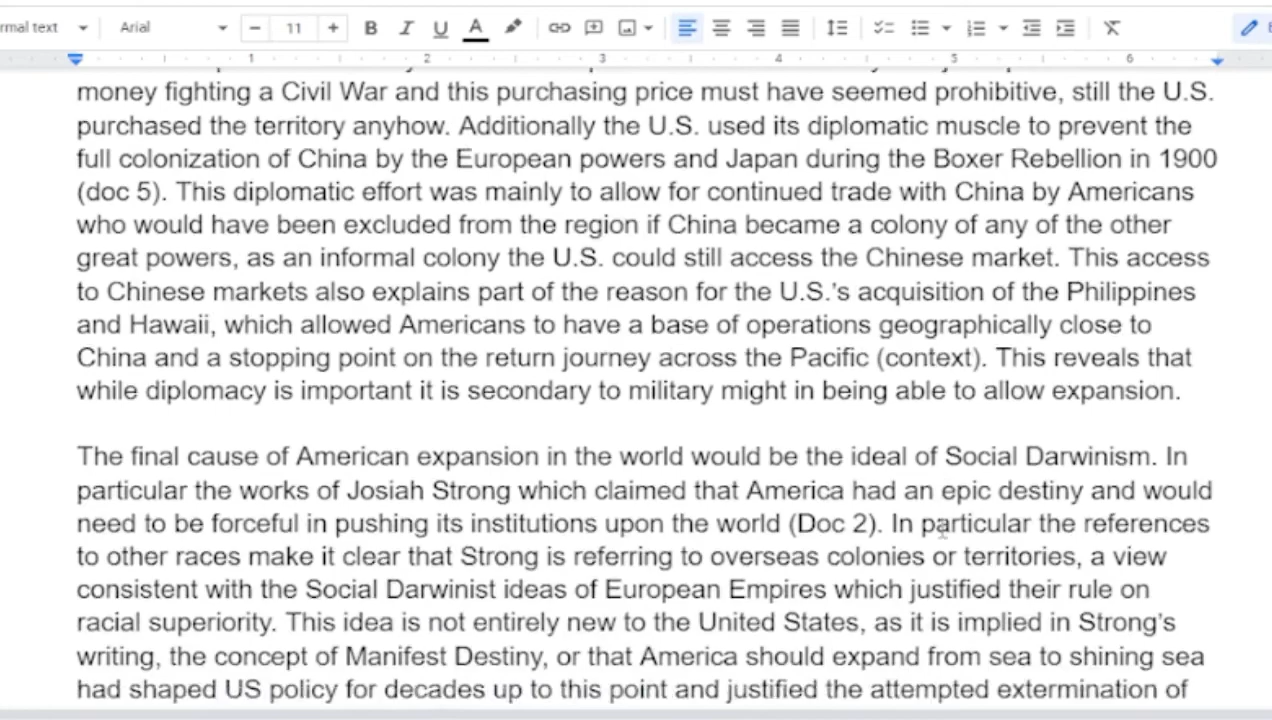 rmal text
Arial
− 11 +
B I U A
1 2 3 4 5 6
money fighting a Civil War and this purchasing price must have seemed prohibitive, still the U.S.
purchased the territory anyhow. Additionally the U.S. used its diplomatic muscle to prevent the
full colonization of China by the European powers and Japan during the Boxer Rebellion in 1900
(doc 5). This diplomatic effort was mainly to allow for continued trade with China by Americans
who would have been excluded from the region if China became a colony of any of the other
great powers, as an informal colony the U.S. could still access the Chinese market. This access
to Chinese markets also explains part of the reason for the U.S.'s acquisition of the Philippines
and Hawaii, which allowed Americans to have a base of operations geographically close to
China and a stopping point on the return journey across the Pacific (context). This reveals that
while diplomacy is important it is secondary to military might in being able to allow expansion.
The final cause of American expansion in the world would be the ideal of Social Darwinism. In
particular the works of Josiah Strong which claimed that America had an epic destiny and would
need to be forceful in pushing its institutions upon the world (Doc 2). In particular the references
to other races make it clear that Strong is referring to overseas colonies or territories, a view
consistent with the Social Darwinist ideas of European Empires which justified their rule on
racial superiority. This idea is not entirely new to the United States, as it is implied in Strong's
writing, the concept of Manifest Destiny, or that America should expand from sea to shining sea
had shaped US policy for decades up to this point and justified the attempted extermination of